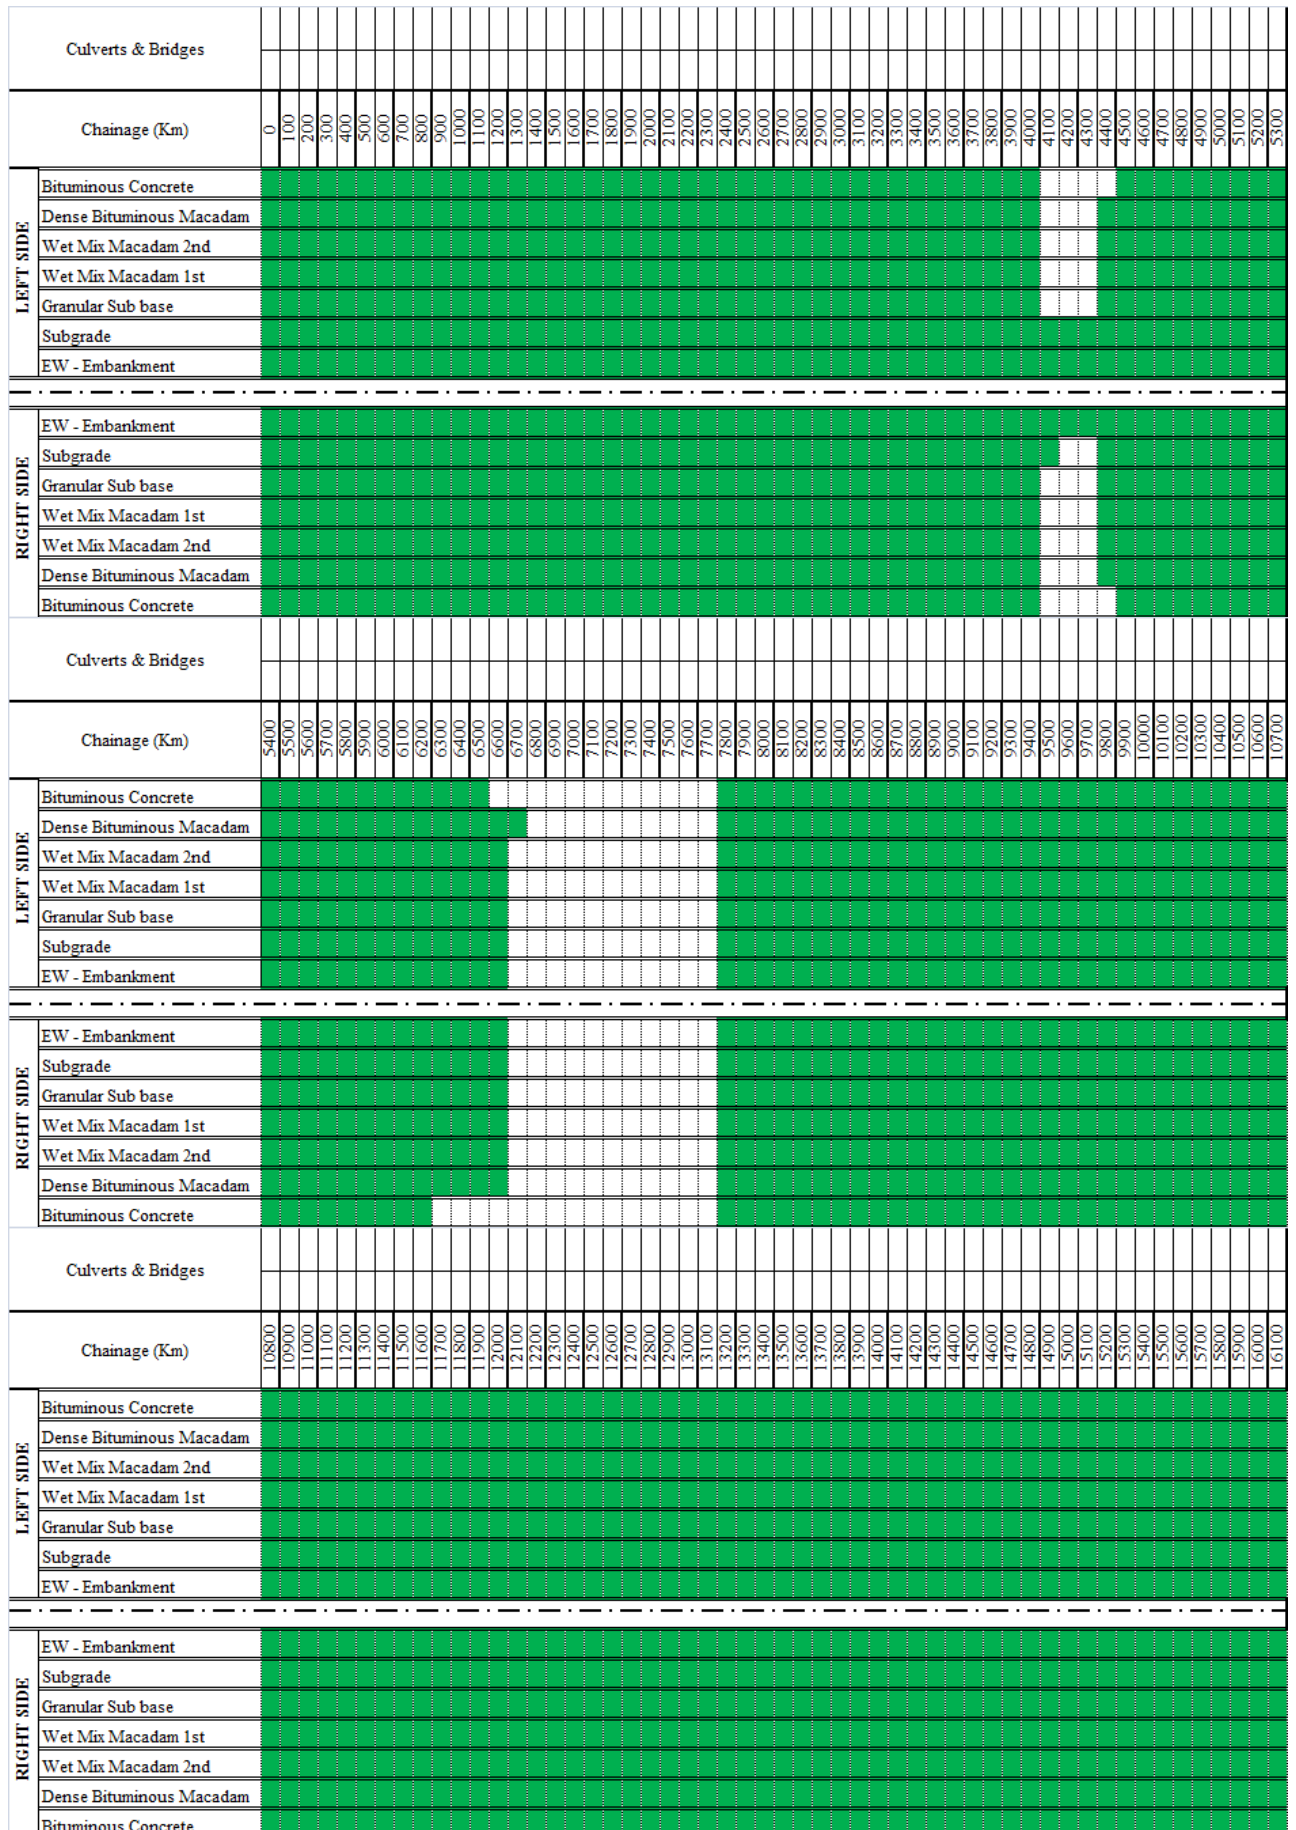 Culverts & Bridges
Chainage (Km) 0 100 200 300 400 500 600 700 800 900 1000 1100 1200 1300 1400 1500 1600 1700 1800 1900 2000 2100 2200 2300 2400 2500 2600 2700 2800 2900 3000 3100 3200 3300 3400 3500 3600 3700 3800 3900 4000 4100 4200 4300 4400 4500 4600 4700 4800 4900 5000 5100 5200 5300
LEFT SIDE
Bituminous Concrete
Dense Bituminous Macadam
Wet Mix Macadam 2nd
Wet Mix Macadam 1st
Granular Sub base
Subgrade
EW - Embankment
RIGHT SIDE
EW - Embankment
Subgrade
Granular Sub base
Wet Mix Macadam 1st
Wet Mix Macadam 2nd
Dense Bituminous Macadam
Bituminous Concrete
Culverts & Bridges
Chainage (Km) 5400 5500 5600 5700 5800 5900 6000 6100 6200 6300 6400 6500 6600 6700 6800 6900 7000 7100 7200 7300 7400 7500 7600 7700 7800 7900 8000 8100 8200 8300 8400 8500 8600 8700 8800 8900 9000 9100 9200 9300 9400 9500 9600 9700 9800 9900 10000 10100 10200 10300 10400 10500 10600 10700
LEFT SIDE
Bituminous Concrete
Dense Bituminous Macadam
Wet Mix Macadam 2nd
Wet Mix Macadam 1st
Granular Sub base
Subgrade
EW - Embankment
RIGHT SIDE
EW - Embankment
Subgrade
Granular Sub base
Wet Mix Macadam 1st
Wet Mix Macadam 2nd
Dense Bituminous Macadam
Bituminous Concrete
Culverts & Bridges
Chainage (Km) 10800 10900 11000 11100 11200 11300 11400 11500 11600 11700 11800 11900 12000 12100 12200 12300 12400 12500 12600 12700 12800 12900 13000 13100 13200 13300 13400 13500 13600 13700 13800 13900 14000 14100 14200 14300 14400 14500 14600 14700 14800 14900 15000 15100 15200 15300 15400 15500 15600 15700 15800 15900 16000 16100
LEFT SIDE
Bituminous Concrete
Dense Bituminous Macadam
Wet Mix Macadam 2nd
Wet Mix Macadam 1st
Granular Sub base
Subgrade
EW - Embankment
RIGHT SIDE
EW - Embankment
Subgrade
Granular Sub base
Wet Mix Macadam 1st
Wet Mix Macadam 2nd
Dense Bituminous Macadam
Bituminous Concrete